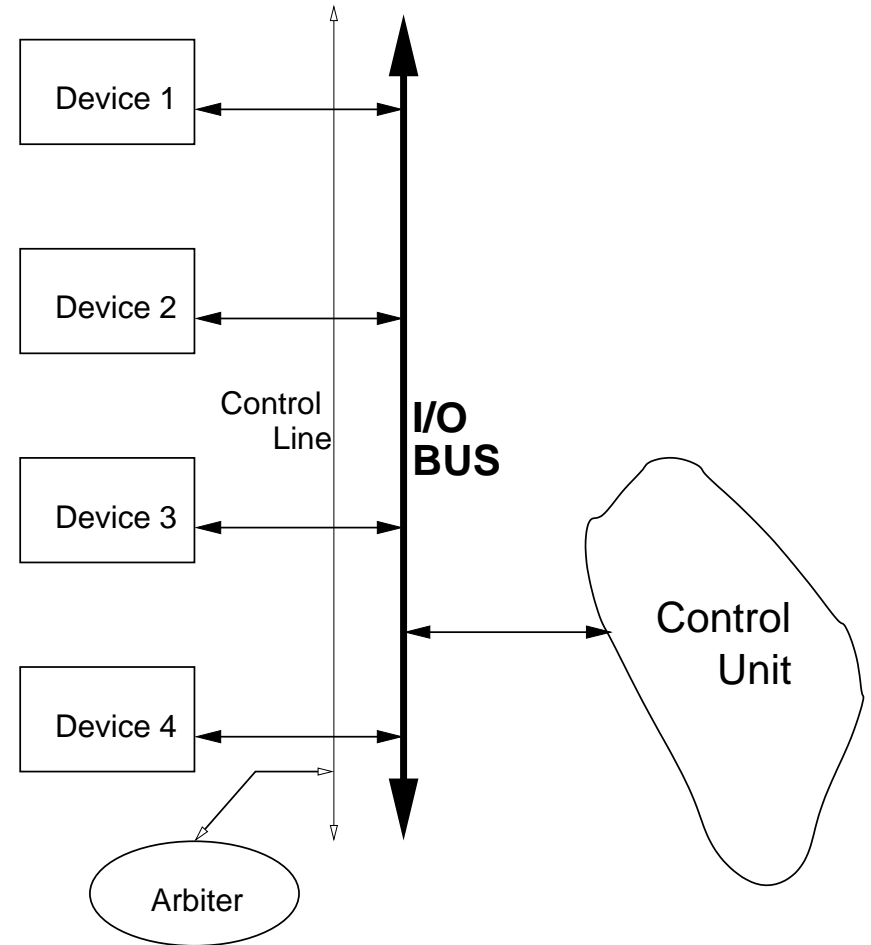 Device 1
Device 2
Control
Line
I/O
BUS
Device 3
Control
Unit
Device 4
Arbiter